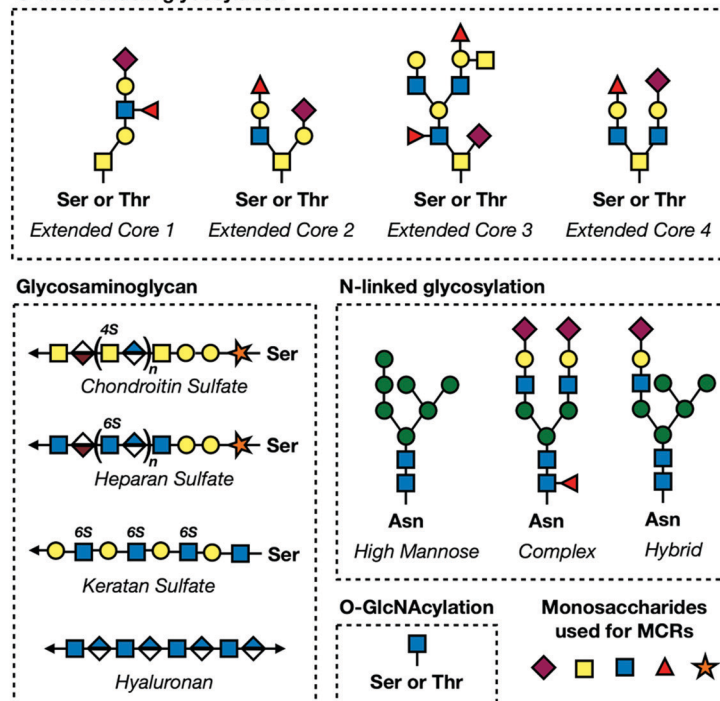 Ser or Thr Ser or Thr Ser or Thr Ser or Thr
Extended Core 1 Extended Core 2 Extended Core 3 Extended Core 4
Glycosaminoglycan
4S
n
Ser
Chondroitin Sulfate
6S
n
Ser
Heparan Sulfate
6S 6S 6S
Ser
Keratan Sulfate
Hyaluronan
N-linked glycosylation
Asn Asn Asn
High Mannose Complex Hybrid
O-GlcNAcylation
Ser or Thr
Monosaccharides
used for MCRs